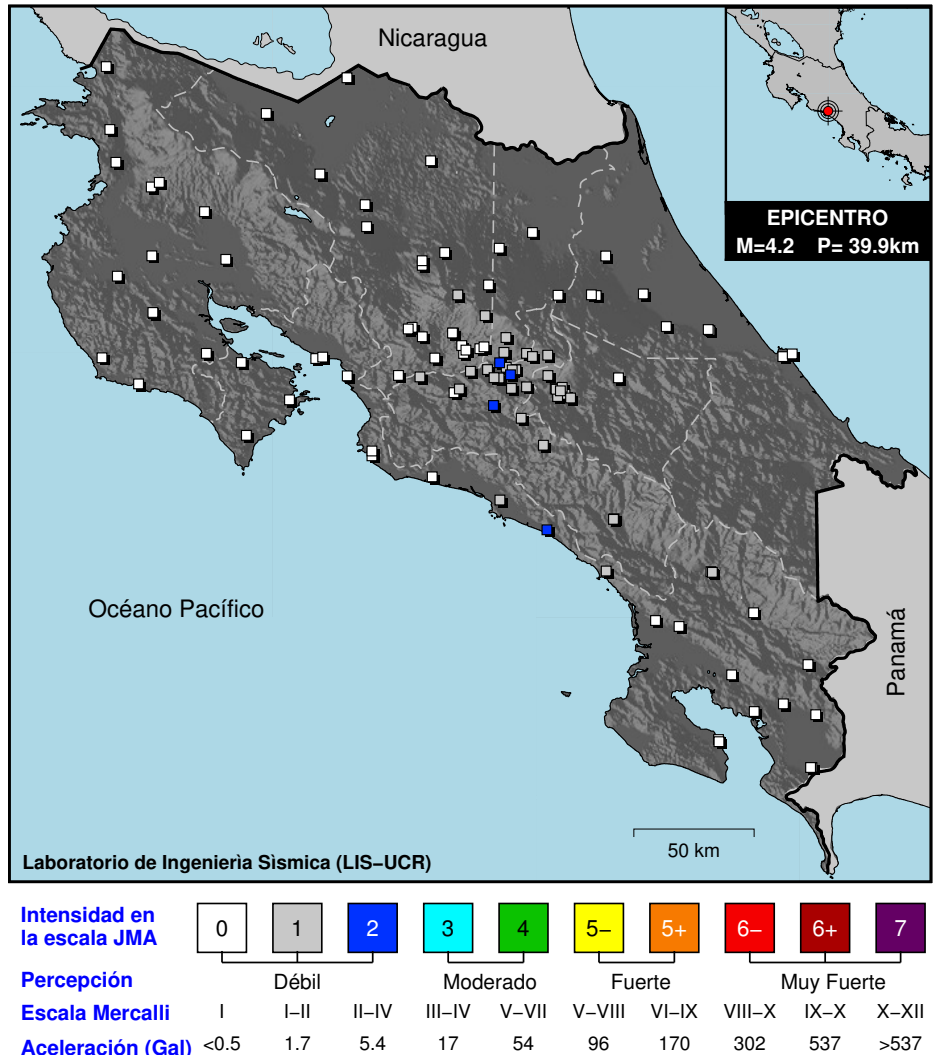 Nicaragua
EPICENTRO
M=4.2 P= 39.9km
Océano Pacífico
Panamá
50 km
Laboratorio de Ingenierìa Sìsmica (LIS–UCR)
Intensidad en
la escala JMA
0 1 2 3 4 5– 5+ 6– 6+ 7
Percepción Débil Moderado Fuerte Muy Fuerte
Escala Mercalli I I–II II–IV III–IV V–VII V–VIII VI–IX VIII–X IX–X X–XII
Aceleración (Gal) <0.5 1.7 5.4 17 54 96 170 302 537 >537